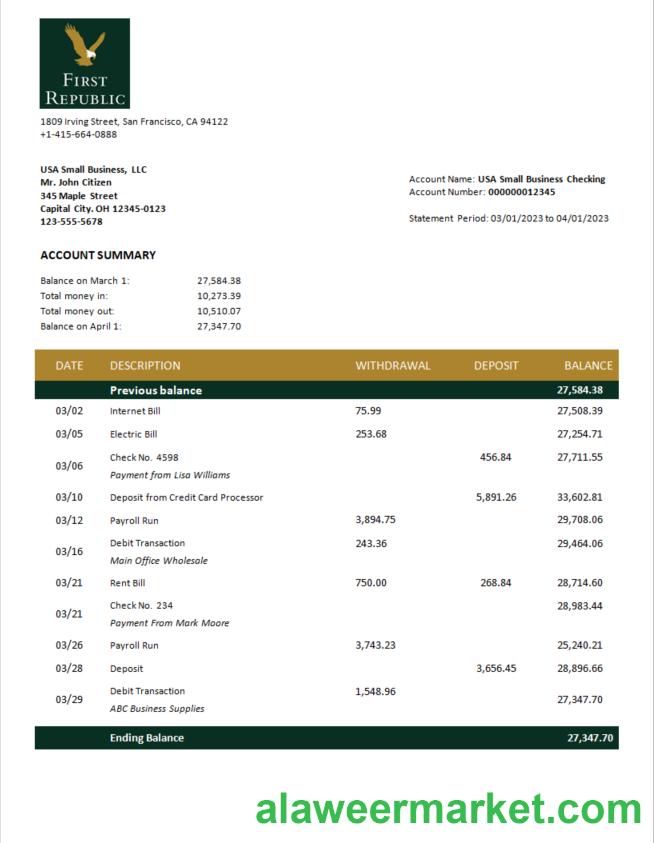 FIRST
REPUBLIC
1809 Irving Street, San Francisco, CA 94122
+1-415-664-0888
USA Small Business, LLC
Mr. John Citizen
345 Maple Street
Capital City. OH 12345-0123
123-555-5678
Account Name: USA Small Business Checking
Account Number: 000000012345
Statement Period: 03/01/2023 to 04/01/2023
ACCOUNT SUMMARY
Balance on March 1: 27,584.38
Total money in: 10,273.39
Total money out: 10,510.07
Balance on April 1: 27,347.70
DATE DESCRIPTION WITHDRAWAL DEPOSIT BALANCE
Previous balance 27,584.38
03/02 Internet Bill 75.99 27,508.39
03/05 Electric Bill 253.68 27,254.71
03/06 Check No. 4598 456.84 27,711.55
Payment from Lisa Williams
03/10 Deposit from Credit Card Processor 5,891.26 33,602.81
03/12 Payroll Run 3,894.75 29,708.06
03/16 Debit Transaction 243.36 29,464.06
Main Office Wholesale
03/21 Rent Bill 750.00 268.84 28,714.60
03/21 Check No. 234 28,983.44
Payment From Mark Moore
03/26 Payroll Run 3,743.23 25,240.21
03/28 Deposit 3,656.45 28,896.66
03/29 Debit Transaction 1,548.96 27,347.70
ABC Business Supplies
Ending Balance 27,347.70
alaweermarket.com